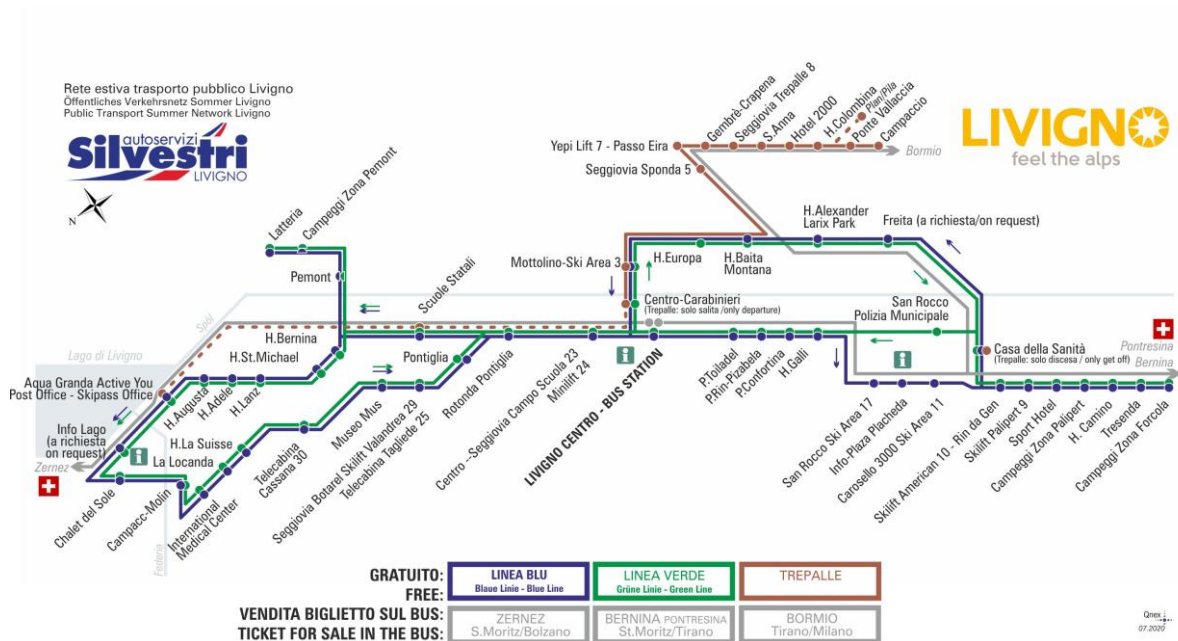 Rete estiva trasporto pubblico Livigno
Öffentliches Verkehrsnetz Sommer Livigno
Public Transport Summer Network Livigno
autoservizi
Silvestri
LIVIGNO
N
LIVIGNO
feel the alps
Gembrè-Crapena
Seggiovia Trepalle 8
S.Anna
Hotel 2000
H.Colombina
Plan/Pila
Ponte Vallaccia
Campaccio
Yepi Lift 7 - Passo Eira
Bormio
Seggiovia Sponda 5
Latteria
Campeggi Zona Pemont
Pemont
Scuole Statali
Mottolino-Ski Area 3
H.Europa
H.Baita
Montana
H.Alexander
Larix Park
Freita (a richiesta/on request)
Centro-Carabinieri
(Trepalle: solo salita /only departure)
San Rocco
Polizia Municipale
Casa della Sanità
(Trepalle: solo discesa / only get off)
Pontresina
Bernina
Spöl
Lago di Livigno
H.Bernina
H.St.Michael
Aqua Granda Active You
Post Office - Skipass Office
H.Augusta
H.Adele
H.Lanz
Info Lago
(a richiesta
on request)
Zernez
i
H.La Suisse
La Locanda
Chalet del Sole
Campacc-Molin
International
Medical Center
Federia
Telecabina
Cassana 30
Museo Mus
Pontiglia
Seggiovia Botarel Skilift Valandrea 29
Telecabina Tagliede 25
Rotonda Pontiglia
Centro --Seggiovia Campo Scuola 23
Minilift 24
i
LIVIGNO CENTRO - BUS STATION
P.Tolladel
P.Rin-Pizabela
P.Confortina
H.Galli
i
San Rocco Ski Area 17
Info-Plaza Placheda
Carosello 3000 Ski Area 11
Skilift American 10 - Rin da Gen
Skilift Palipert 9
Sport Hotel
Campeggi Zona Palipert
H. Camino
Tresenda
Campeggi Zona Forcola
GRATUITO:
FREE:
LINEA BLU
Blaue Linie - Blue Line
LINEA VERDE
Grüne Linie - Green Line
TREPALLE
VENDITA BIGLIETTO SUL BUS:
TICKET FOR SALE IN THE BUS:
ZERNEZ
S.Moritz/Bolzano
BERNINA PONTRESINA
St.Moritz/Tirano
BORMIO
Tirano/Milano
Qnex
07.2020